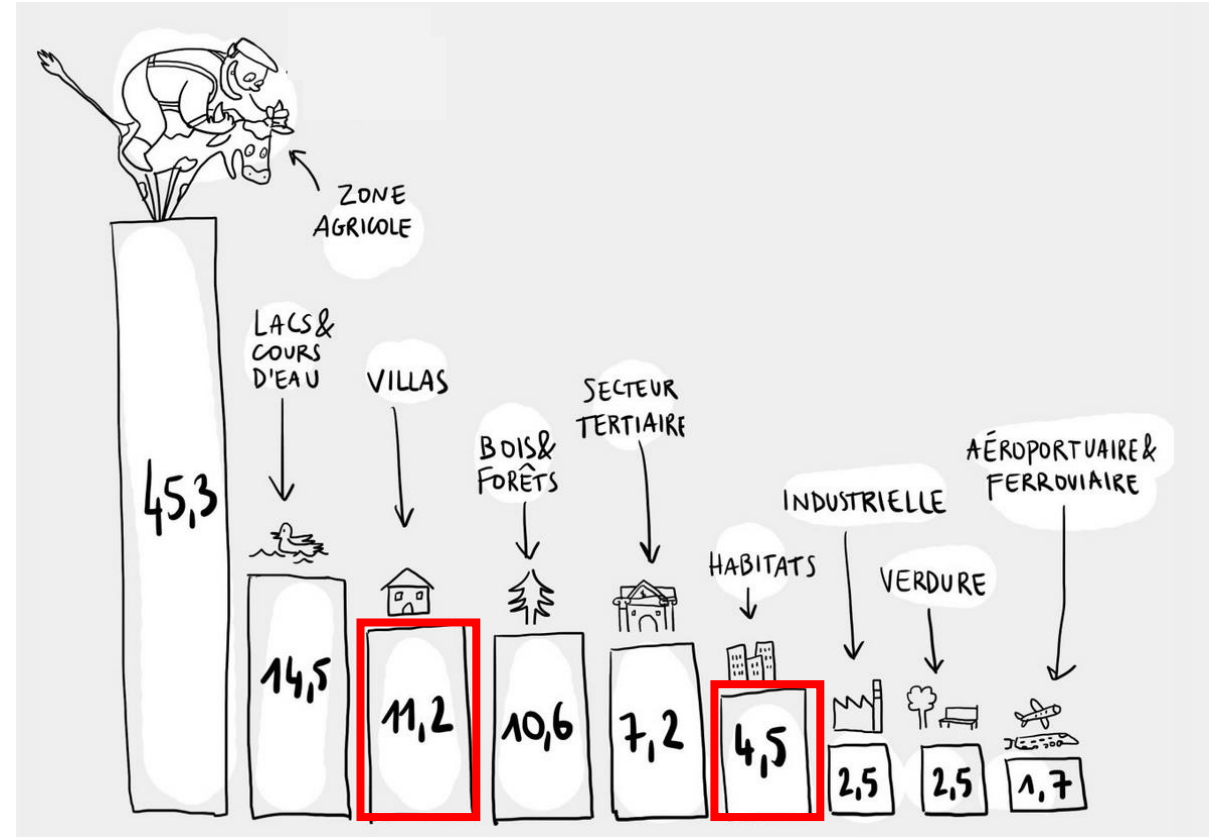 ZONE
AGRICOLE
LACS&
COURS
D'EAU
VILLAS
BOIS&
FORÊTS
SECTEUR
TERTIAIRE
HABITATS
INDUSTRIELLE
VERDURE
AÉROPORTUAIRE&
FERROVIAIRE
45,3
14,5
11,2
10,6
7,2
4,5
2,5
2,5
1,7